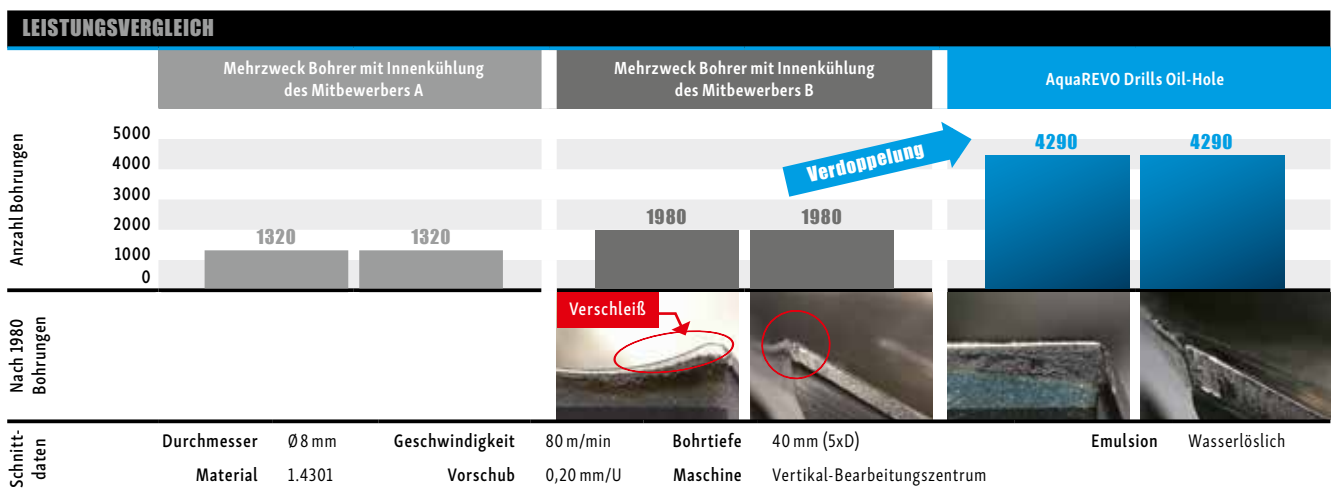 LEISTUNGSVERGLEICH
Mehrzweck Bohrer mit Innenkühlung
des Mitbewerbers A
Mehrzweck Bohrer mit Innenkühlung
des Mitbewerbers B
AquaREVO Drills Oil-Hole
Anzahl Bohrungen
5000
4000
3000
2000
1000
0
1320
1320
1980
1980
Verdoppelung
4290
4290
Nach 1980
Bohrungen
Verschleiß
Schnitt-
daten
Durchmesser Ø 8 mm Geschwindigkeit 80 m/min Bohrtiefe 40 mm (5xD) Emulsion Wasserlöslich
Material 1.4301 Vorschub 0,20 mm/U Maschine Vertikal-Bearbeitungszentrum